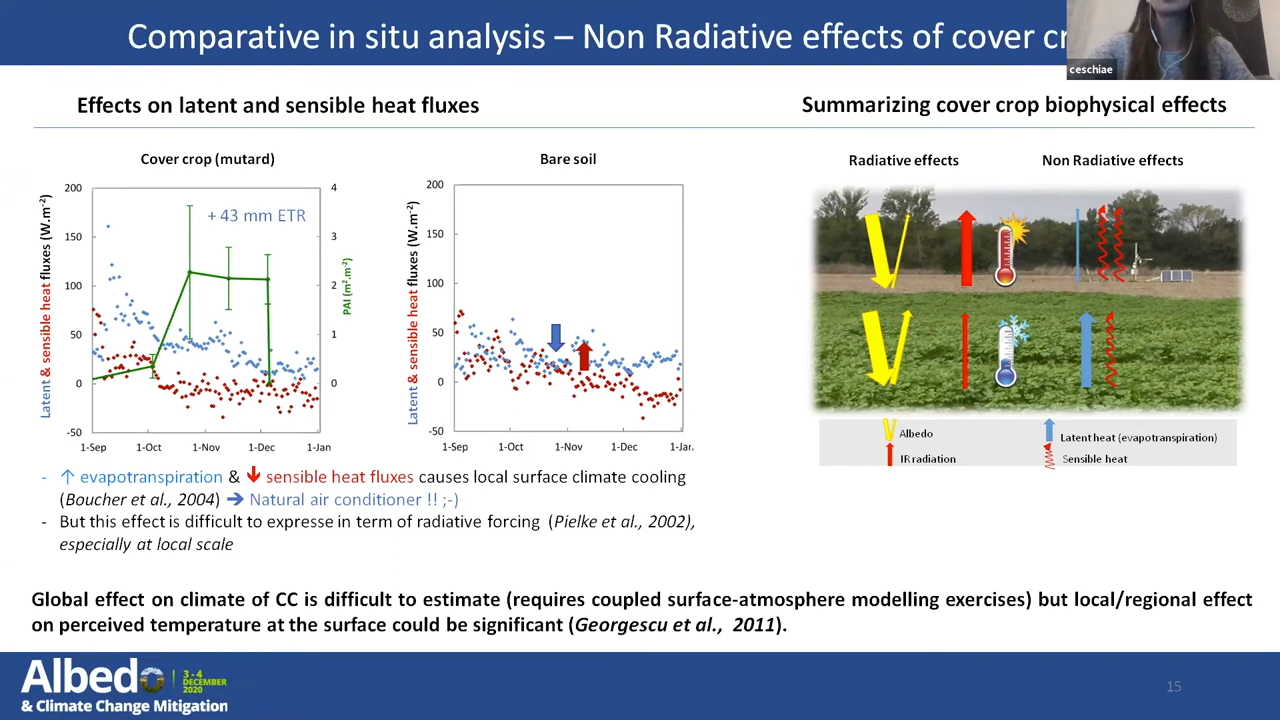 Comparative in situ analysis – Non Radiative effects of cover
ceschiae
Effects on latent and sensible heat fluxes
Summarizing cover crop biophysical effects
Cover crop (mutard)
Bare soil
Radiative effects
Non Radiative effects
Latent & sensible heat fluxes (W.m-2)
200
150
100
50
0
-50
+ 43 mm ETR
4
3
2
1
0
PAI (m2.m-2)
1-Sep 1-Oct 1-Nov 1-Dec 1-Jan
Latent & sensible heat fluxes (W.m-2)
200
150
100
50
0
-50
1-Sep 1-Oct 1-Nov 1-Dec 1-Jan.
Albedo
Latent heat (evapotranspiration)
IR radiation
Sensible heat
- ↑ evapotranspiration & 🡻 sensible heat fluxes causes local surface climate cooling
(Boucher et al., 2004) ➔ Natural air conditioner !! ;-)
- But this effect is difficult to expresse in term of radiative forcing (Pielke et al., 2002),
especially at local scale
Global effect on climate of CC is difficult to estimate (requires coupled surface-atmosphere modelling exercises) but local/regional effect
on perceived temperature at the surface could be significant (Georgescu et al., 2011).
Albedo
3-4
DECEMBER
2020
& Climate Change Mitigation
15